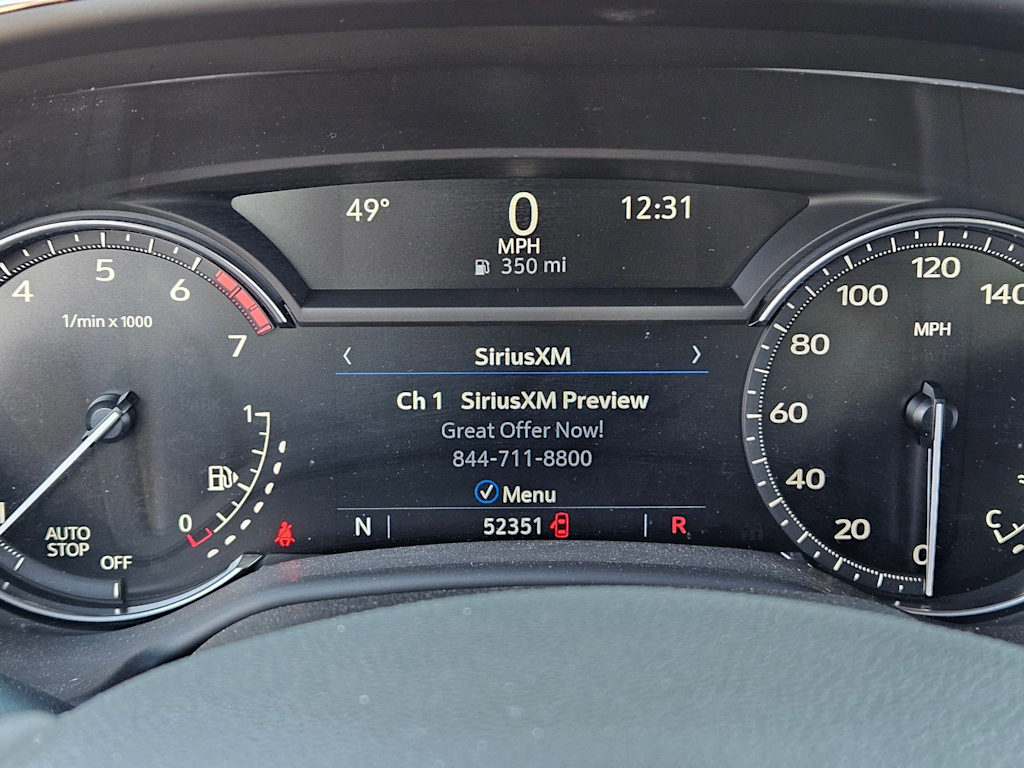 49° 0 12:31
MPH
350 mi
4 5 6 7
1/min x 1000
1
0
AUTO
STOP
OFF
‹ SiriusXM ›
Ch 1 SiriusXM Preview
Great Offer Now!
844-711-8800
Menu
N 52351 R
0 20 40 60 80 100 120 140
MPH
C